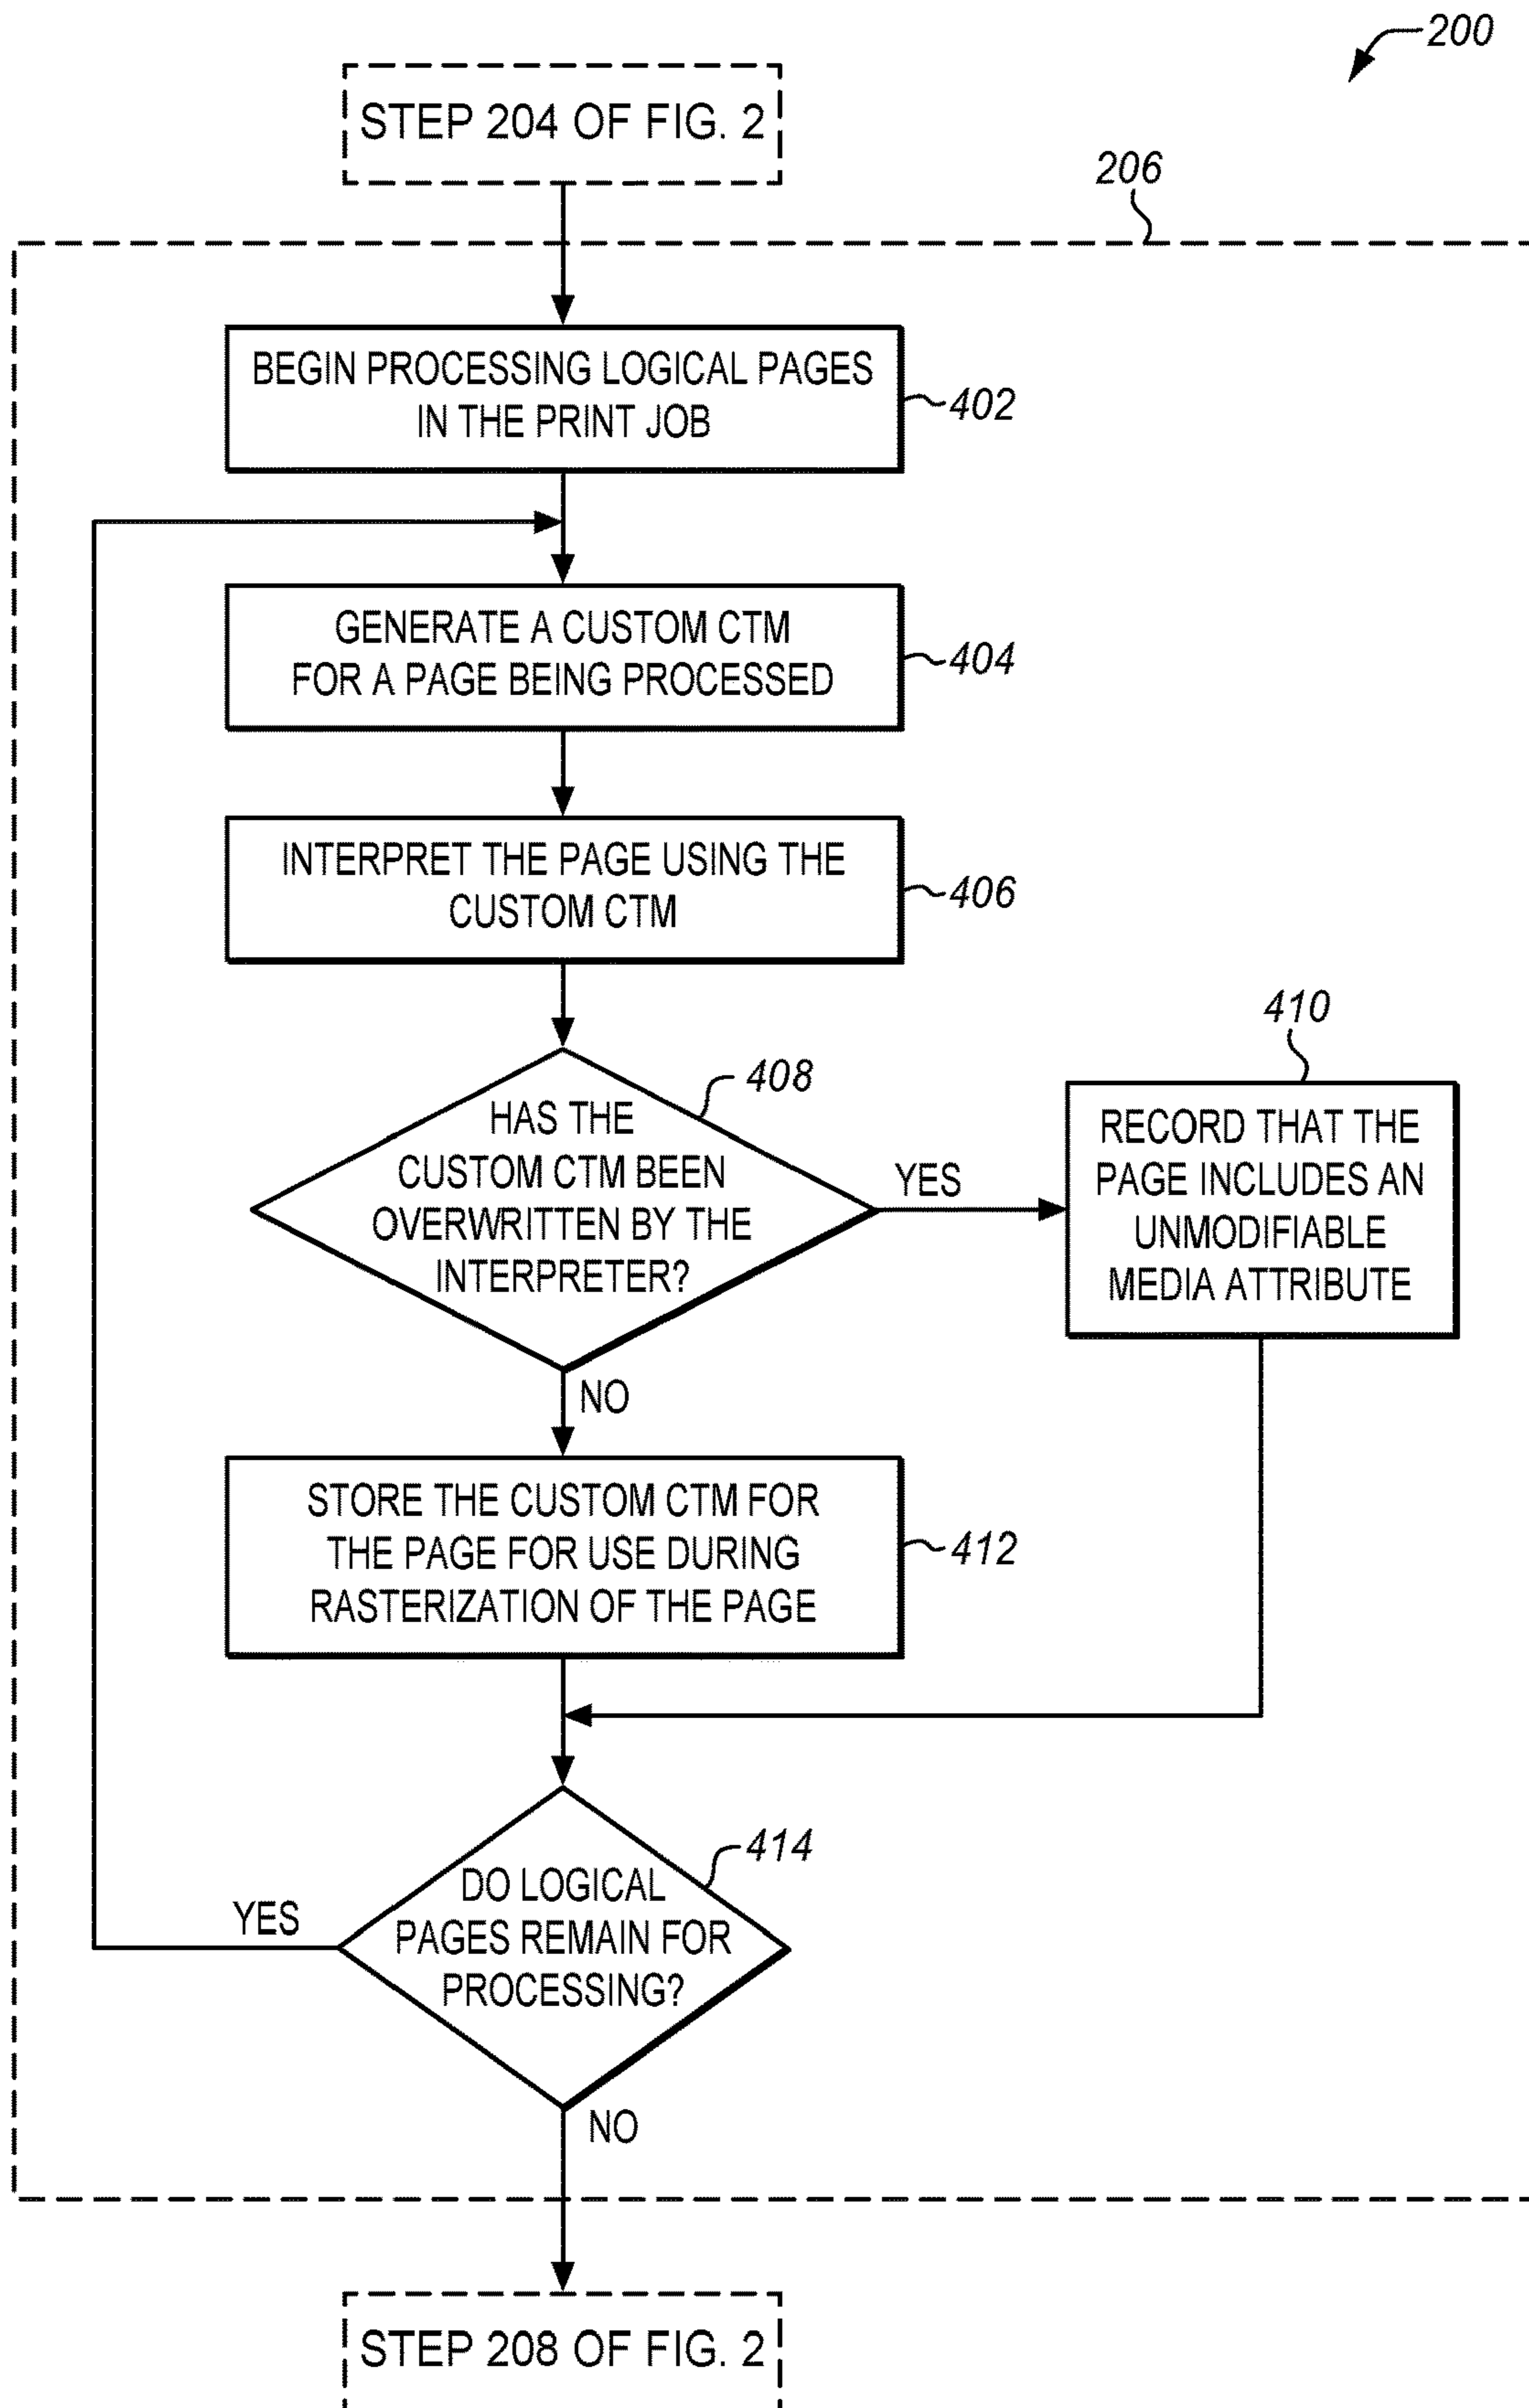 200
STEP 204 OF FIG. 2
206
BEGIN PROCESSING LOGICAL PAGES
IN THE PRINT JOB
402
GENERATE A CUSTOM CTM
FOR A PAGE BEING PROCESSED
404
INTERPRET THE PAGE USING THE
CUSTOM CTM
406
HAS THE
CUSTOM CTM BEEN
OVERWRITTEN BY THE
INTERPRETER?
408
YES
410
RECORD THAT THE
PAGE INCLUDES AN
UNMODIFIABLE
MEDIA ATTRIBUTE
NO
STORE THE CUSTOM CTM FOR
THE PAGE FOR USE DURING
RASTERIZATION OF THE PAGE
412
DO LOGICAL
PAGES REMAIN FOR
PROCESSING?
414
YES
NO
STEP 208 OF FIG. 2